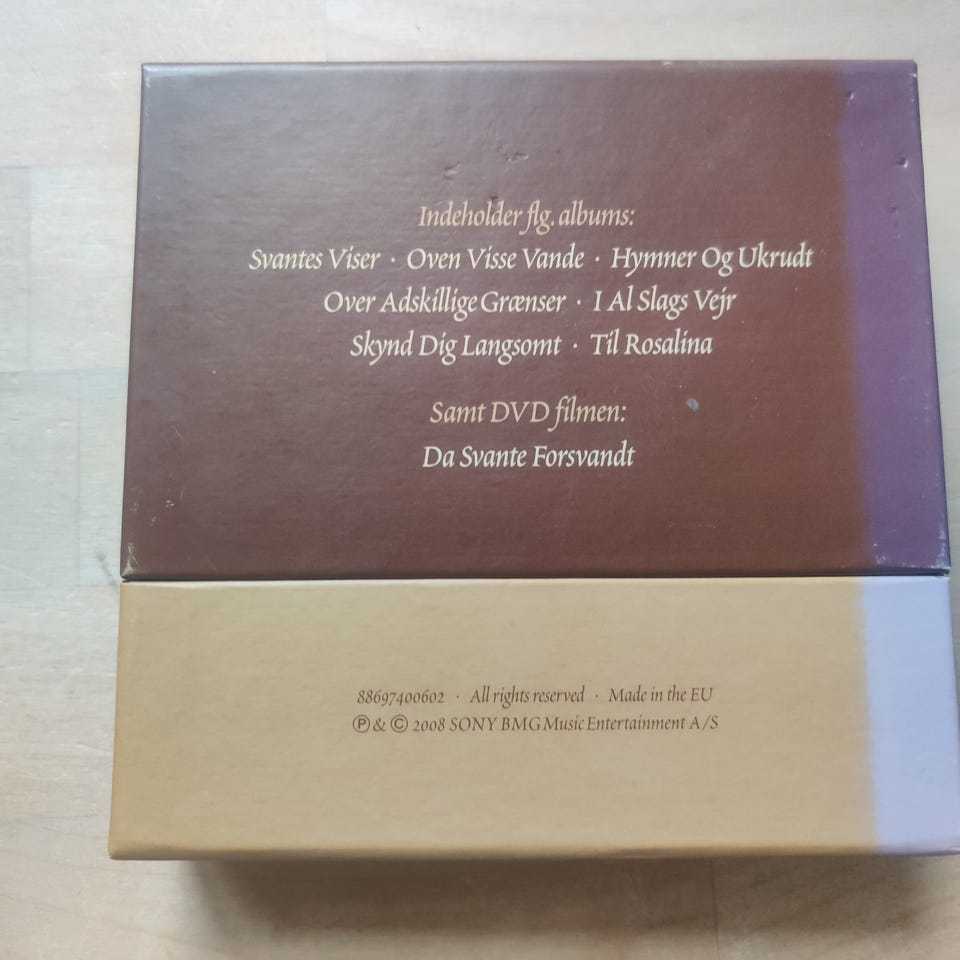 Indeholder flg. albums:
Svantes Viser · Oven Visse Vande · Hymner Og Ukrudt
Over Adskillige Grænser · I Al Slags Vejr
Skynd Dig Langsomt · Til Rosalina
Samt DVD filmen:
Da Svante Forsvandt
88697400602 · All rights reserved · Made in the EU
℗ & © 2008 SONY BMG Music Entertainment A/S